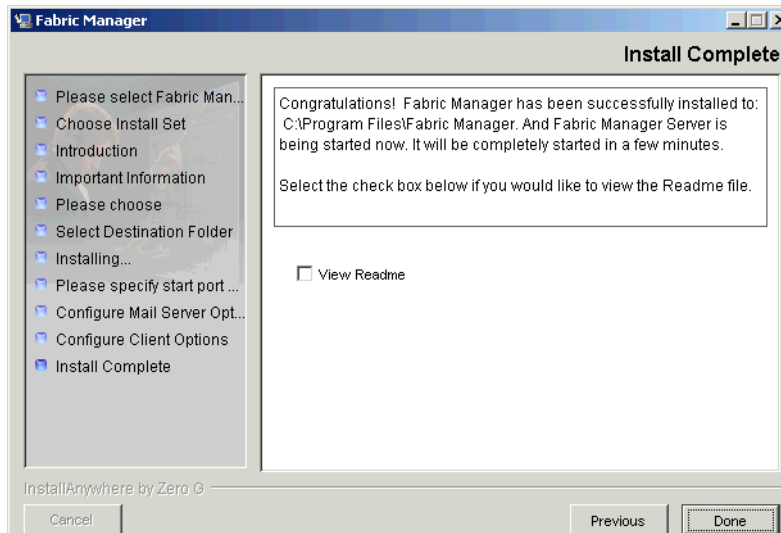 Fabric Manager
Install Complete
Please select Fabric Man...
Choose Install Set
Introduction
Important Information
Please choose
Select Destination Folder
Installing...
Please specify start port ...
Configure Mail Server Opt...
Configure Client Options
Install Complete
Congratulations! Fabric Manager has been successfully installed to:
C:\Program Files\Fabric Manager. And Fabric Manager Server is
being started now. It will be completely started in a few minutes.
Select the check box below if you would like to view the Readme file.
View Readme
InstallAnywhere by Zero G
Cancel
Previous
Done